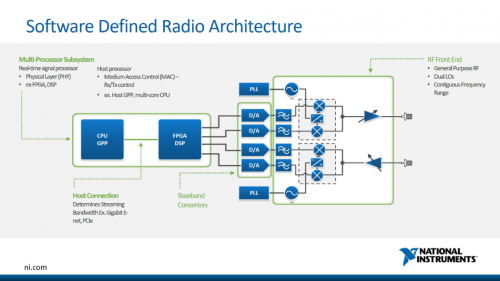 Software Defined Radio Architecture
Multi-Processor Subsystem
Real-time signal processor
• Physical Layer (PHY)
• ex FPGA, DSP
Host processor
• Medium Access Control (MAC) –
Rx/Tx control
• ex. Host GPP, multi-core CPU
RF Front End
• General Purpose RF
• Dual LOs
• Contiguous Frequency
Range
PLL
D/A
D/A
D/A
D/A
PLL
CPU
GPP
FPGA
DSP
Host Connection
Determines Streaming
Bandwidth Ex. Gigabit E-
net, PCIe
Baseband
Converters
ni.com
NATIONAL
INSTRUMENTS